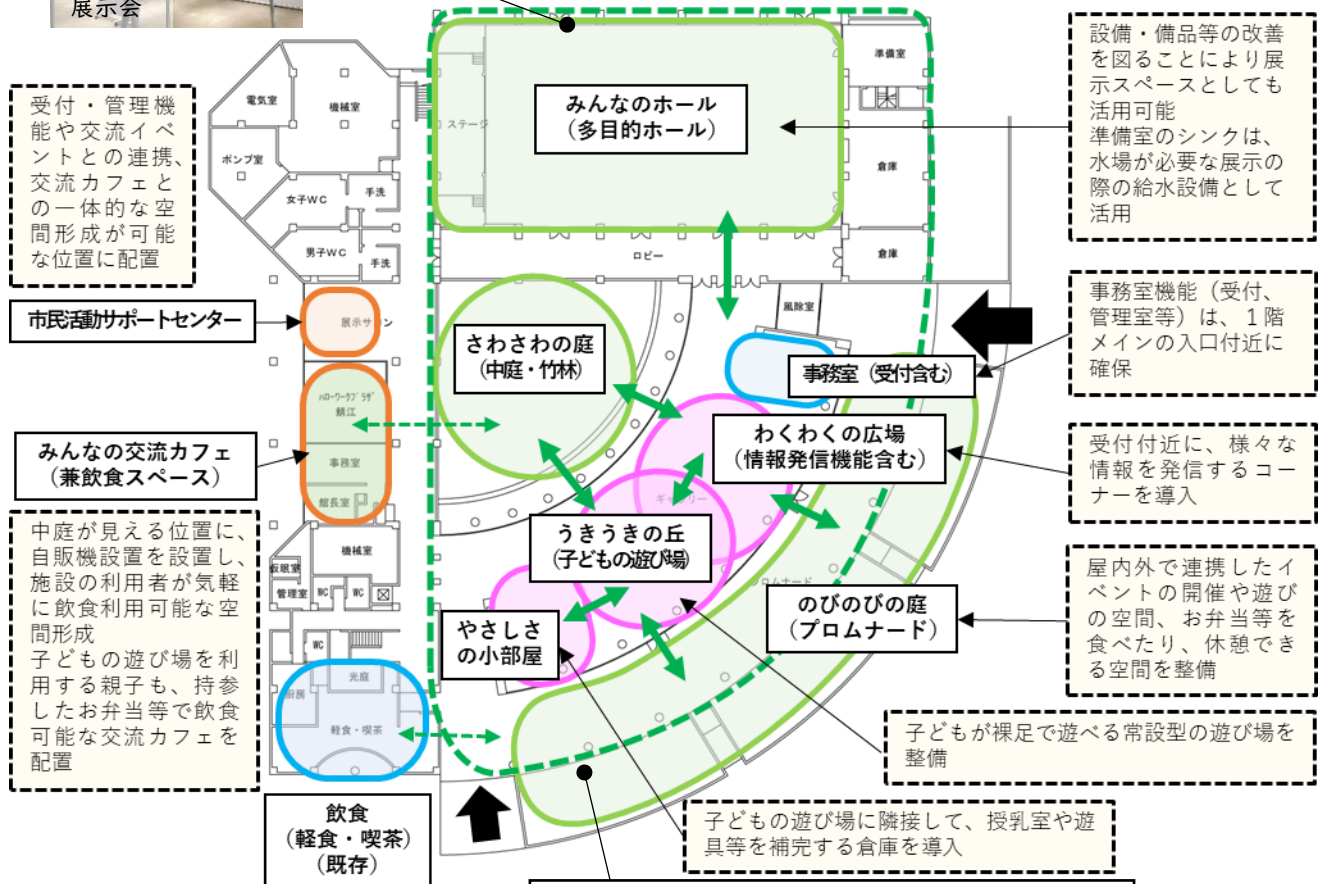 展示会
設備・備品等の改善
を図ることにより展
示スペースとしても
活用可能
準備室のシンクは、
水場が必要な展示の
際の給水設備として
活用
準備室
電気室
機械室
みんなのホール
(多目的ホール)
ステージ
受付・管理機
能や交流イベ
ントとの連携、
交流カフェと
の一体的な空
間形成が可能
な位置に配置
ポンプ室
倉庫
女子WC
手洗
男子WC
手洗
ロビー
倉庫
事務室機能(受付、
管理室等)は、1階
メインの入口付近に
確保
市民活動サポートセンター
展示サ
ン
風除室
さわさわの庭
(中庭・竹林)
事務室(受付含む)
ハローワークプラザ
鯖江
みんなの交流カフェ
(兼飲食スペース)
事務室
館長室
わくわくの広場
(情報発信機能含む)
受付付近に、様々な
情報を発信するコー
ナーを導入
ギャラリー
中庭が見える位置に、
自販機設置を設置し、
施設の利用者が気軽
に飲食利用可能な空
間形成
子どもの遊び場を利
用する親子も、持参
したお弁当等で飲食
可能な交流カフェを
配置
機械室
仮眠室
管理室
WC
WC
うきうきの丘
(子どもの遊び場)
ロムナード
のびのびの庭
(プロムナード)
屋内外で連携したイ
ベントの開催や遊び
の空間、お弁当等を
食べたり、休憩でき
る空間を整備
やさしさ
の小部屋
WC
光庭
厨房
軽食・喫茶
子どもが裸足で遊べる常設型の遊び場を
整備
飲食
(軽食・喫茶)
(既存)
子どもの遊び場に隣接して、授乳室や遊
具等を補完する倉庫を導入